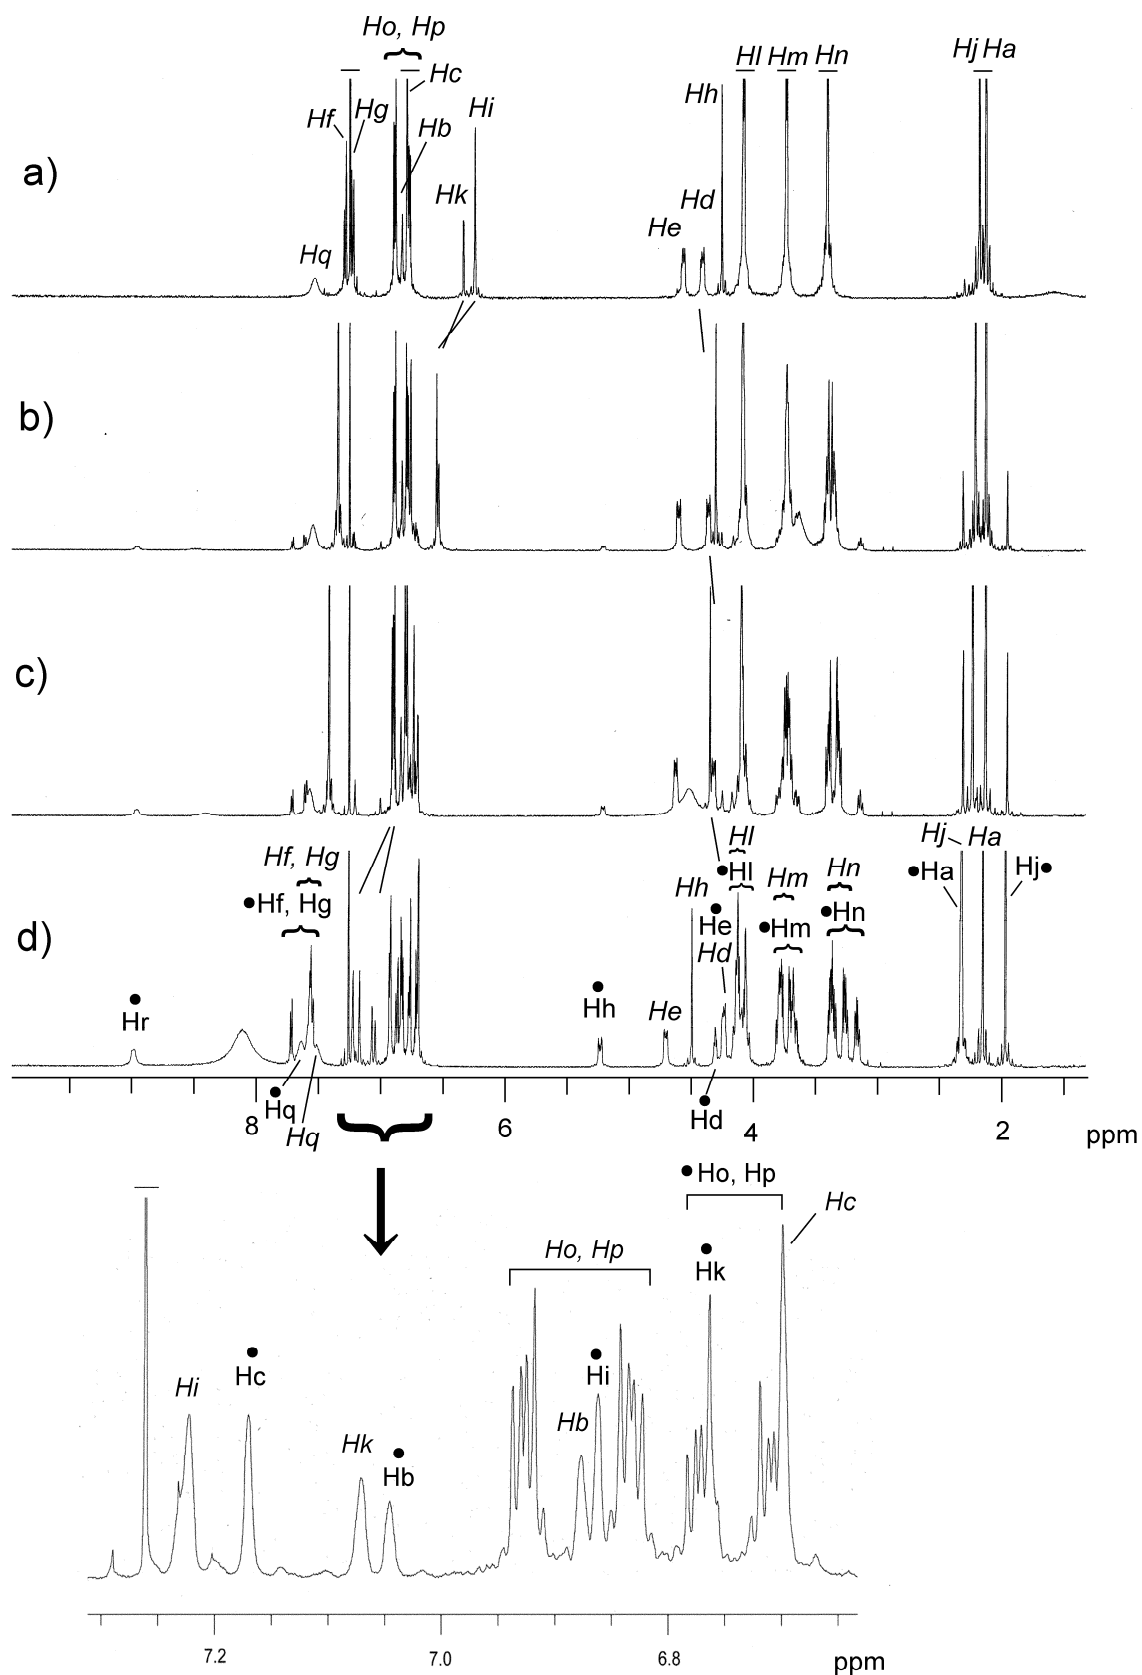 Ho, Hp
Hj Ha
Hl Hm Hn
Hc
Hh
Hf Hg
Hi
Hb
a)
Hk
Hd
He
Hq
b)
c)
Hl
Hj Ha
Hf, Hg
●Hl Hm Hn
●Ha Hj●
Hh
●Hf, Hg
● He
●Hn
●Hm
d)
Hd
● Hr
● Hh
He
● Hq
● Hd
8 6 4 2 ppm
Hq
● Ho, Hp
Hc
Ho, Hp
● Hk
● Hc
● Hi
Hi
Hb
Hk
● Hb
7.2 7.0 6.8 ppm